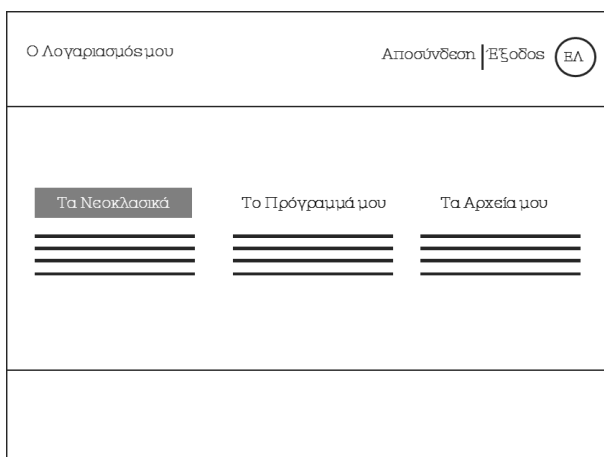 Ο Λογαριασμός μου
Αποσύνδεση | Έξοδος ΕΛ
Τα Νεοκλασικά Το Πρόγραμμά μου Τα Αρχεία μου